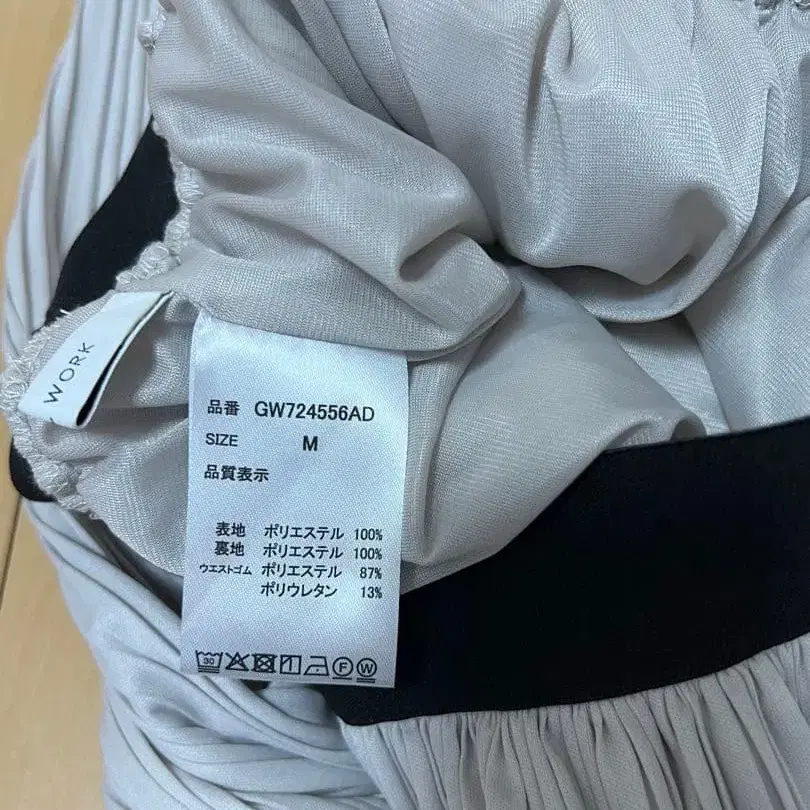 WORK
品番 GW724556AD
SIZE M
品質表示
表地 ポリエステル 100%
裏地 ポリエステル 100%
ウエストゴム ポリエステル 87%
ポリウレタン 13%
30 F W